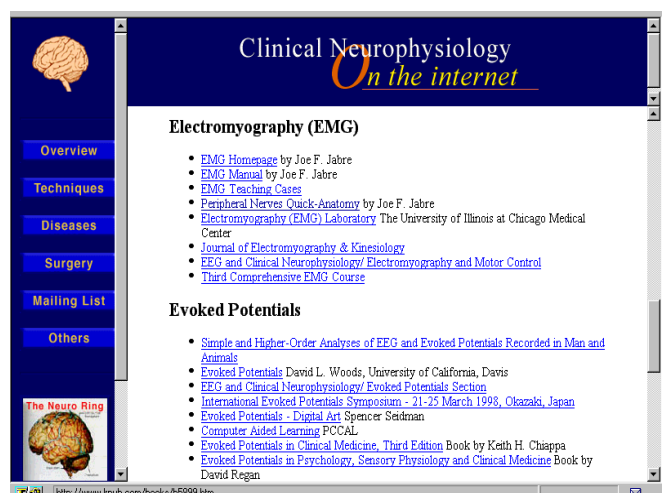 Clinical Neurophysiology
On the internet
Overview
Techniques
Diseases
Surgery
Mailing List
Others
The Neuro Ring
Electromyography (EMG)
EMG Homepage by Joe F. Jabre
EMG Manual by Joe F. Jabre
EMG Teaching Cases
Peripheral Nerves Quick-Anatomy by Joe F. Jabre
Electromyography (EMG) Laboratory The University of Illinois at Chicago Medical
Center
Journal of Electromyography & Kinesiology
EEG and Clinical Neurophysiology/ Electromyography and Motor Control
Third Comprehensive EMG Course
Evoked Potentials
Simple and Higher-Order Analyses of EEG and Evoked Potentials Recorded in Man and
Animals
Evoked Potentials David L. Woods, University of California, Davis
EEG and Clinical Neurophysiology/ Evoked Potentials Section
International Evoked Potentials Symposium - 21-25 March 1998, Okazaki, Japan
Evoked Potentials - Digital Art Spencer Seidman
Computer Aided Learning PCCAL
Evoked Potentials in Clinical Medicine, Third Edition Book by Keith H. Chiappa
Evoked Potentials in Psychology, Sensory Physiology and Clinical Medicine Book by
David Regan